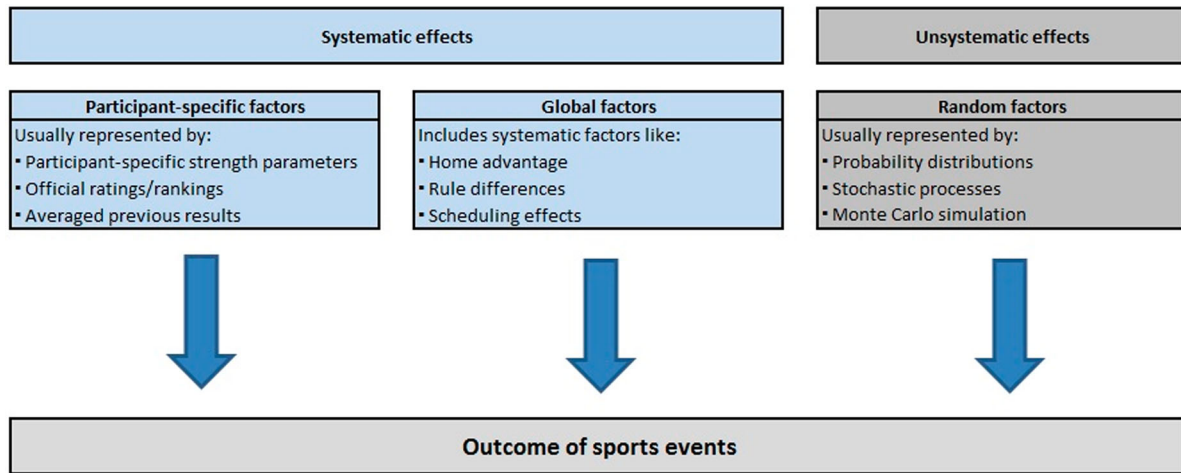 Systematic effects
Unsystematic effects
Participant-specific factors
Usually represented by:
▪ Participant-specific strength parameters
▪ Official ratings/rankings
▪ Averaged previous results
Global factors
Includes systematic factors like:
▪ Home advantage
▪ Rule differences
▪ Scheduling effects
Random factors
Usually represented by:
▪ Probability distributions
▪ Stochastic processes
▪ Monte Carlo simulation
Outcome of sports events